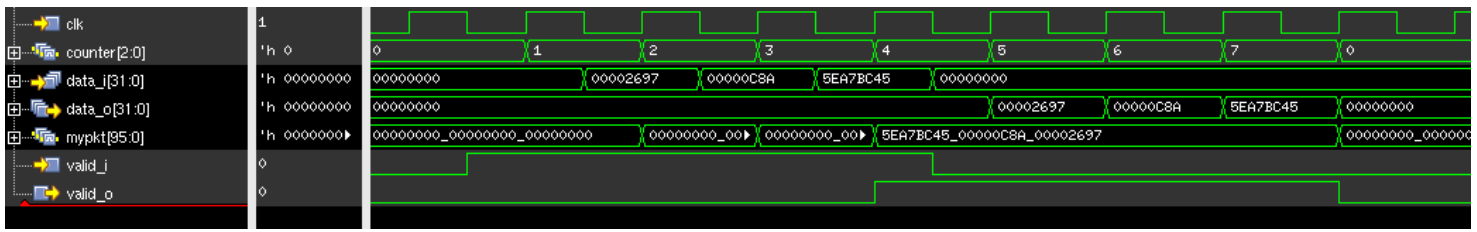 clk 1
counter[2:0] 'h 0 0 1 2 3 4 5 6 7 0
data_i[31:0] 'h 00000000 00000000 00002697 00000C8A 5EA7BC45 00000000
data_o[31:0] 'h 00000000 00000000 00002697 00000C8A 5EA7BC45 00000000
mypkt[95:0] 'h 0000000 00000000_00000000_00000000 00000000_00 00000000_00 5EA7BC45_00000C8A_00002697 00000000_000000
valid_i 0
valid_o 0